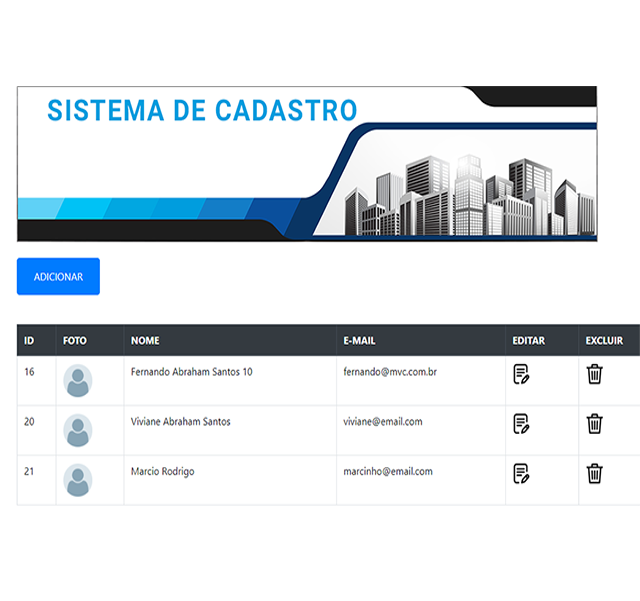 SISTEMA DE CADASTRO
ADICIONAR
ID FOTO NOME E-MAIL EDITAR EXCLUIR
16 Fernando Abraham Santos 10 fernando@mvc.com.br
20 Viviane Abraham Santos viviane@email.com
21 Marcio Rodrigo marcinho@email.com